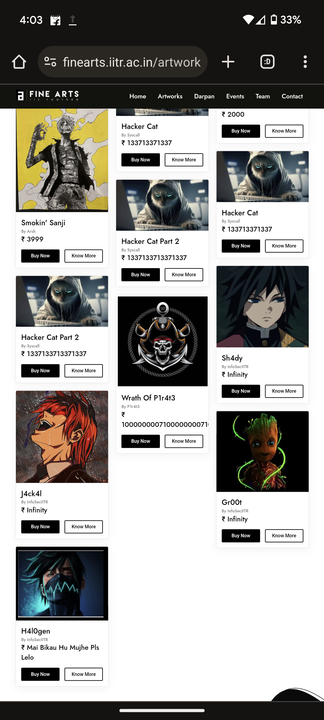 4:03
33%
finearts.iitr.ac.in/artwork
:D
FINE ARTS
Home Artworks Darpan Events Team Contact
Smokin' Sanji
By Arsh
₹ 3999
Buy Now Know More
Hacker Cat Part 2
By Syscall
₹ 1337133713371337
Buy Now Know More
J4ck4l
By InfoSecIITR
₹ Infinity
Buy Now Know More
H4l0gen
By InfoSecIITR
₹ Mai Bikau Hu Mujhe Pls
Lelo
Buy Now Know More
Hacker Cat
By Syscall
₹ 133713371337
Buy Now Know More
Hacker Cat Part 2
By Syscall
₹ 133713371337
Buy Now Know More
Wrath Of P1r4t3
By P1r4t3
₹
Buy Now Know More
₹ 2000
Buy Now Know More
Hacker Cat
By Syscall
₹ 133713371337
Buy Now Know More
Sh4dy
By InfoSecIITR
₹ Infinity
Buy Now Know More
Gr00t
By InfoSecIITR
₹ Infinity
Buy Now Know More